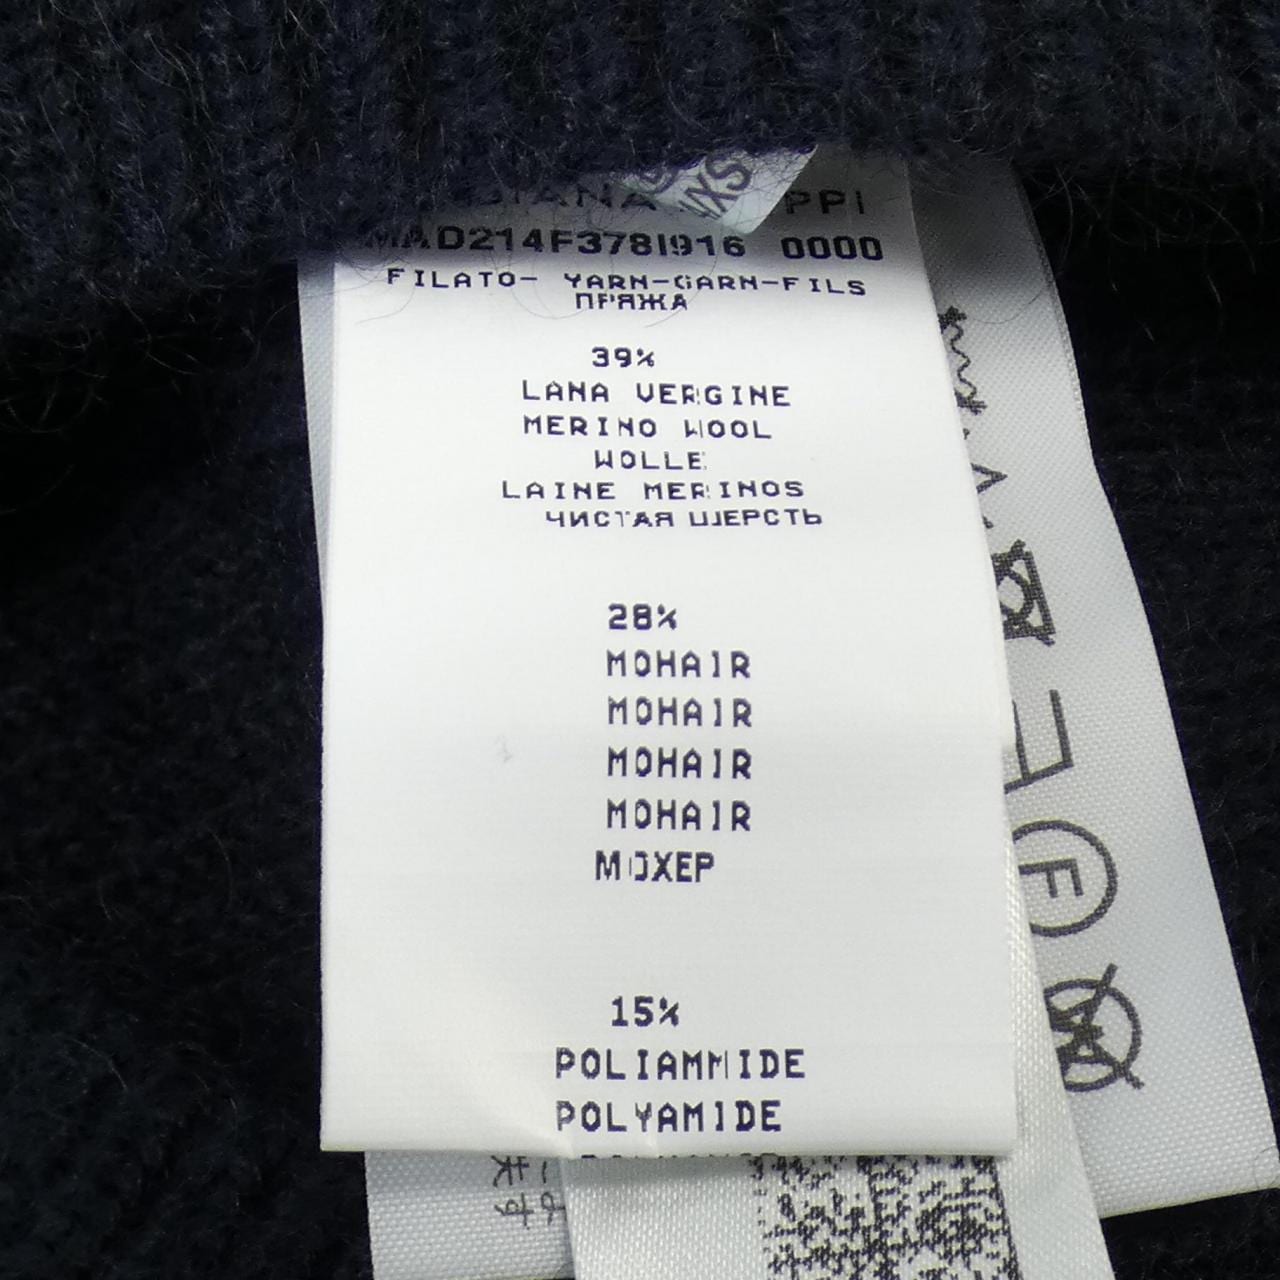 PPI
MAD214F378I916 0000
FILATO- YARN-GARN-FILS
ПРЯЖА
39%
LANA VERGINE
MERINO WOOL
WOLLE
LAINE MERINOS
ЧИСТАЯ ШЕРСТЬ
28%
MOHAIR
MOHAIR
MOHAIR
MOHAIR
МОХЕР
15%
POLIAMMIDE
POLYAMIDE
F